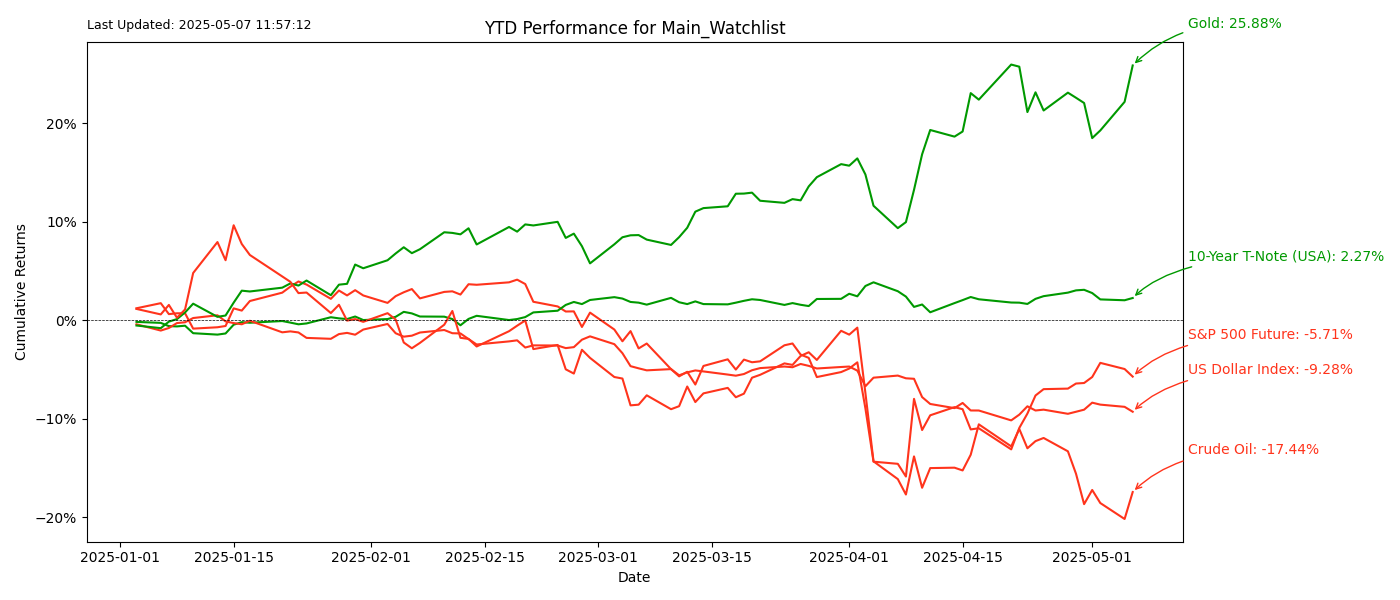 Last Updated: 2025-05-07 11:57:12
YTD Performance for Main_Watchlist
Gold: 25.88%
10-Year T-Note (USA): 2.27%
S&P 500 Future: -5.71%
US Dollar Index: -9.28%
Crude Oil: -17.44%
Cumulative Returns
20%
10%
0%
−10%
−20%
2025-01-01
2025-01-15
2025-02-01
2025-02-15
2025-03-01
2025-03-15
2025-04-01
2025-04-15
2025-05-01
Date